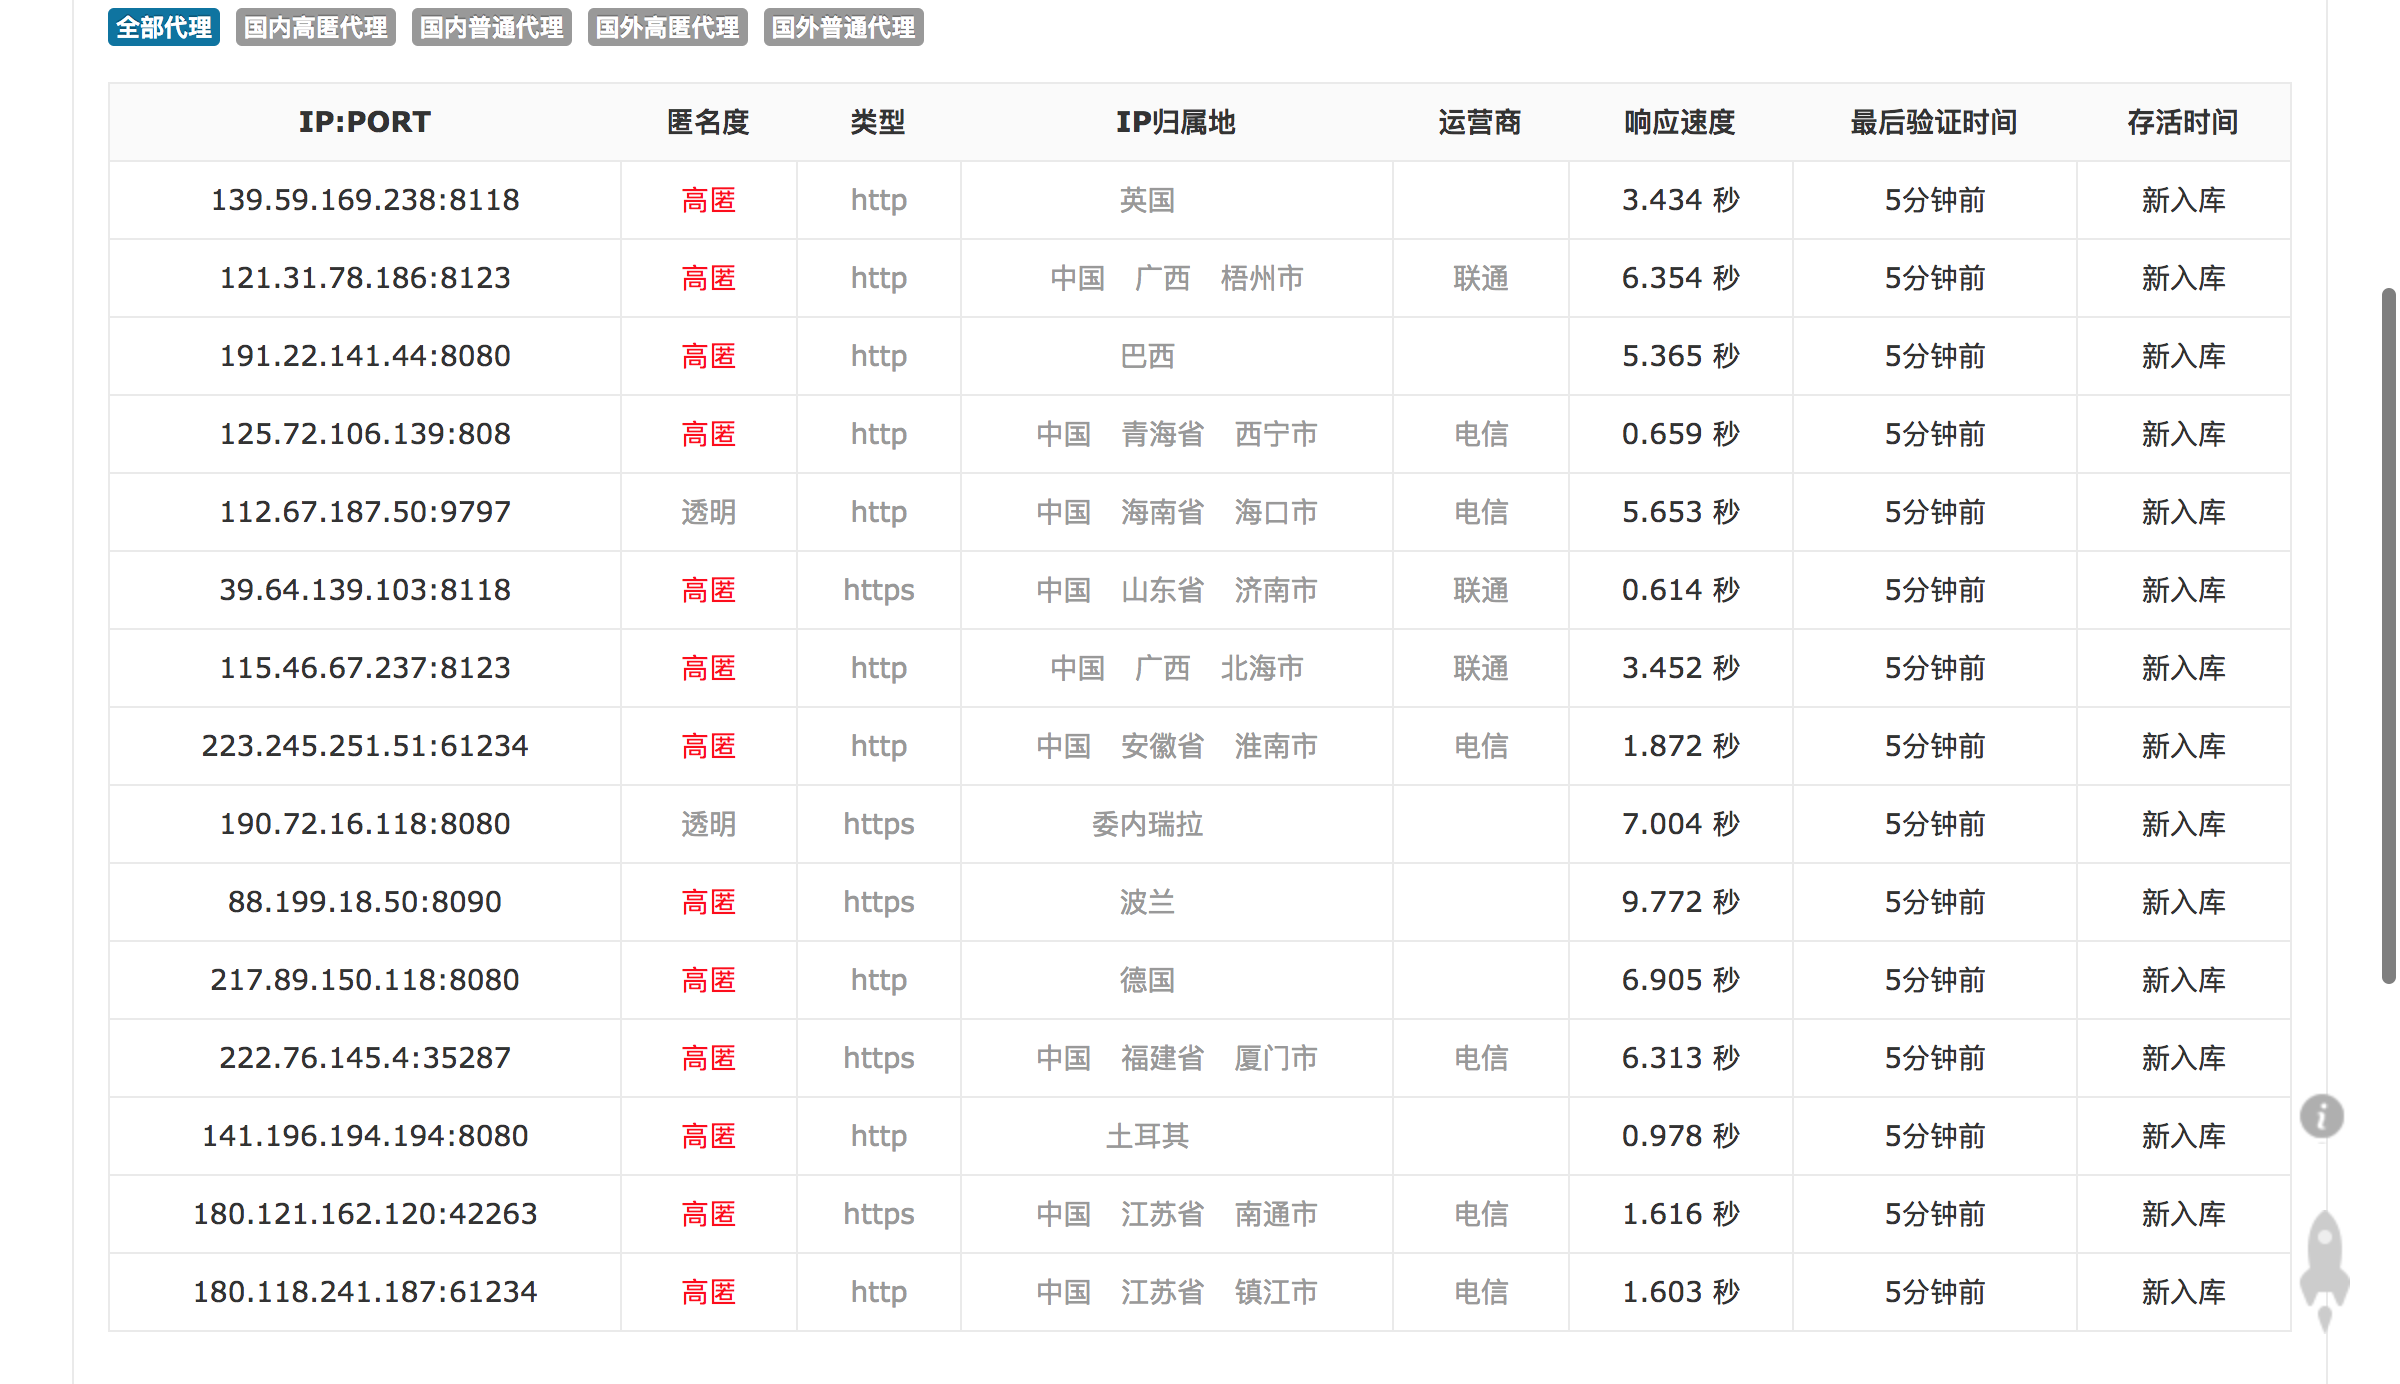 全部代理 国内高匿代理 国内普通代理 国外高匿代理 国外普通代理
IP:PORT 匿名度 类型 IP归属地 运营商 响应速度 最后验证时间 存活时间
139.59.169.238:8118 高匿 http 英国 3.434 秒 5分钟前 新入库
121.31.78.186:8123 高匿 http 中国 广西 梧州市 联通 6.354 秒 5分钟前 新入库
191.22.141.44:8080 高匿 http 巴西 5.365 秒 5分钟前 新入库
125.72.106.139:808 高匿 http 中国 青海省 西宁市 电信 0.659 秒 5分钟前 新入库
112.67.187.50:9797 透明 http 中国 海南省 海口市 电信 5.653 秒 5分钟前 新入库
39.64.139.103:8118 高匿 https 中国 山东省 济南市 联通 0.614 秒 5分钟前 新入库
115.46.67.237:8123 高匿 http 中国 广西 北海市 联通 3.452 秒 5分钟前 新入库
223.245.251.51:61234 高匿 http 中国 安徽省 淮南市 电信 1.872 秒 5分钟前 新入库
190.72.16.118:8080 透明 https 委内瑞拉 7.004 秒 5分钟前 新入库
88.199.18.50:8090 高匿 https 波兰 9.772 秒 5分钟前 新入库
217.89.150.118:8080 高匿 http 德国 6.905 秒 5分钟前 新入库
222.76.145.4:35287 高匿 https 中国 福建省 厦门市 电信 6.313 秒 5分钟前 新入库
141.196.194.194:8080 高匿 http 土耳其 0.978 秒 5分钟前 新入库
180.121.162.120:42263 高匿 https 中国 江苏省 南通市 电信 1.616 秒 5分钟前 新入库
180.118.241.187:61234 高匿 http 中国 江苏省 镇江市 电信 1.603 秒 5分钟前 新入库